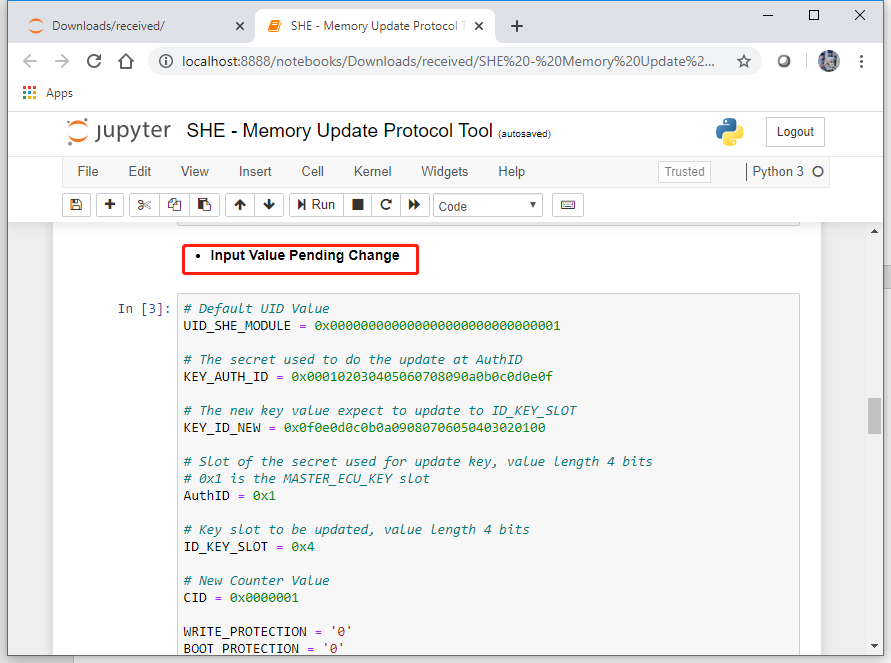 Downloads/received/
SHE - Memory Update Protocol T
localhost:8888/notebooks/Downloads/received/SHE%20-%20Memory%20Update%2...
Apps
jupyter SHE - Memory Update Protocol Tool (autosaved)
Logout
File Edit View Insert Cell Kernel Widgets Help Trusted Python 3
Run Code
• Input Value Pending Change
In [3]:
# Default UID Value
UID_SHE_MODULE = 0x000000000000000000000000000001
# The secret used to do the update at AuthID
KEY_AUTH_ID = 0x000102030405060708090a0b0c0d0e0f
# The new key value expect to update to ID_KEY_SLOT
KEY_ID_NEW = 0x0f0e0d0c0b0a09080706050403020100
# Slot of the secret used for update key, value length 4 bits
# 0x1 is the MASTER_ECU_KEY slot
AuthID = 0x1
# Key slot to be updated, value length 4 bits
ID_KEY_SLOT = 0x4
# New Counter Value
CID = 0x0000001
WRITE_PROTECTION = '0'
BOOT_PROTECTION = '0'